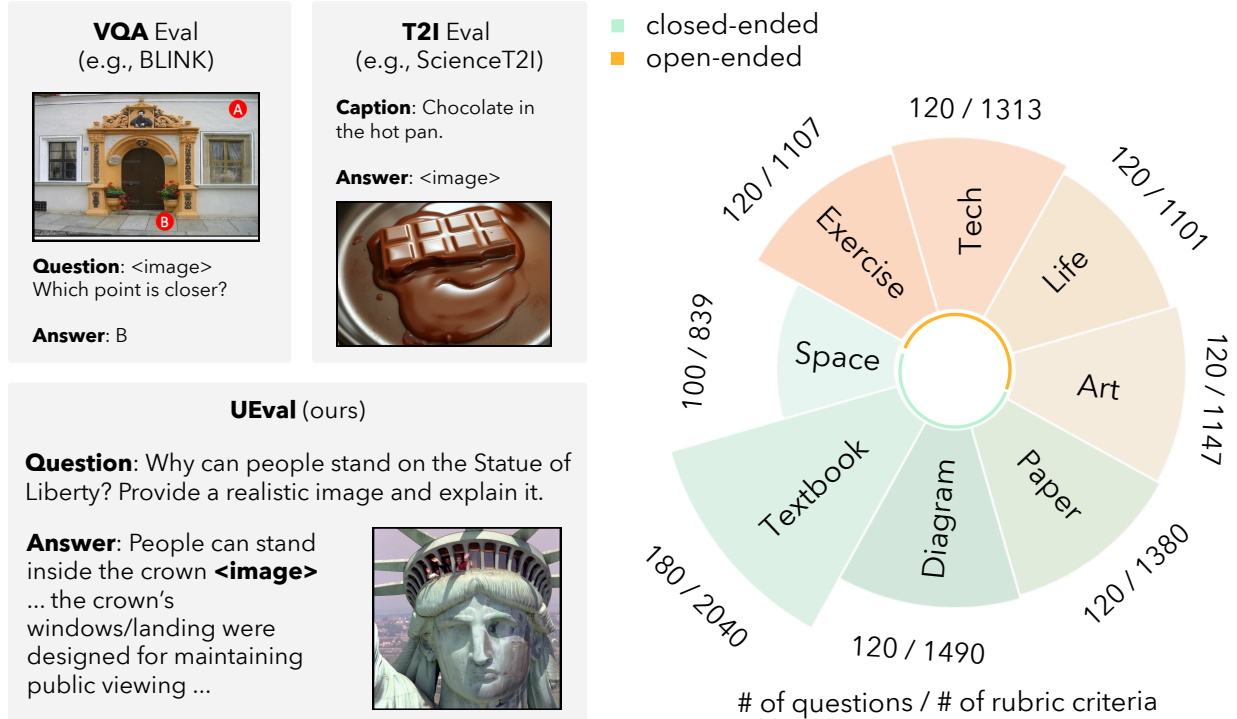 VQA Eval
(e.g., BLINK)
A
B
Question: <image>
Which point is closer?
Answer: B
T2I Eval
(e.g., ScienceT2I)
Caption: Chocolate in
the hot pan.
Answer: <image>
UEval (ours)
Question: Why can people stand on the Statue of
Liberty? Provide a realistic image and explain it.
Answer: People can stand
inside the crown <image>
... the crown's
windows/landing were
designed for maintaining
public viewing ...
closed-ended
open-ended
120 / 1313
Tech
120 / 1101
Life
120 / 1147
Art
120 / 1380
Paper
120 / 1490
Diagram
180 / 2040
Textbook
100 / 839
Space
120 / 1107
Exercise
# of questions / # of rubric criteria